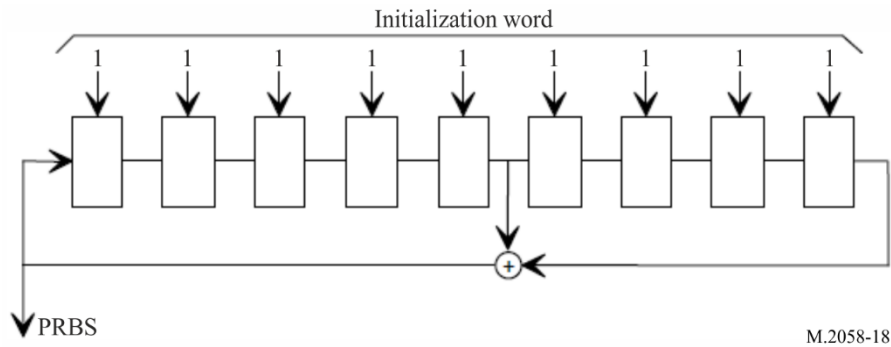 Initialization word
1 1 1 1 1 1 1 1 1
+
PRBS
M.2058-18